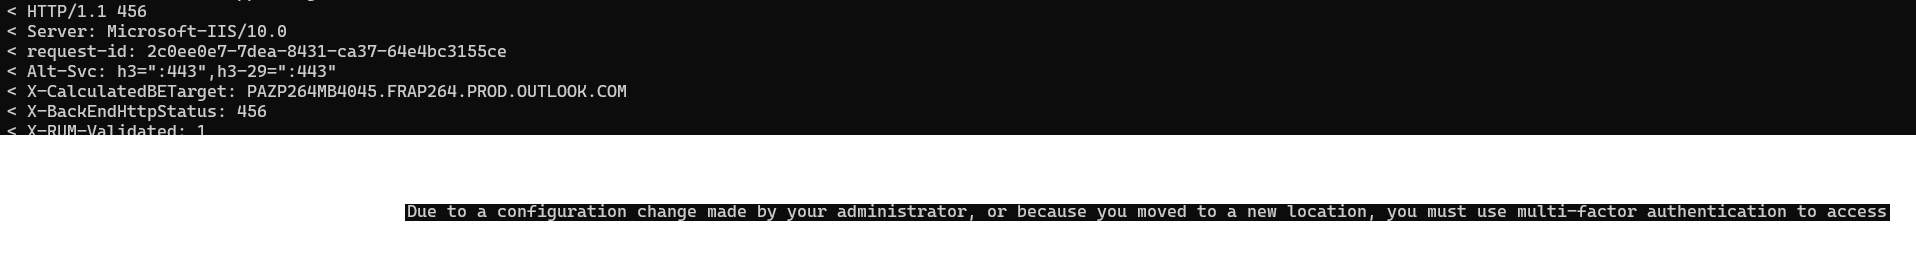 < HTTP/1.1 456
< Server: Microsoft-IIS/10.0
< request-id: 2c0ee0e7-7dea-8431-ca37-64e4bc3155ce
< Alt-Svc: h3=":443",h3-29=":443"
< X-CalculatedBETarget: PAZP264MB4045.FRAP264.PROD.OUTLOOK.COM
< X-BackEndHttpStatus: 456
< X-RUM-Validated: 1
Due to a configuration change made by your administrator, or because you moved to a new location, you must use multi-factor authentication to access